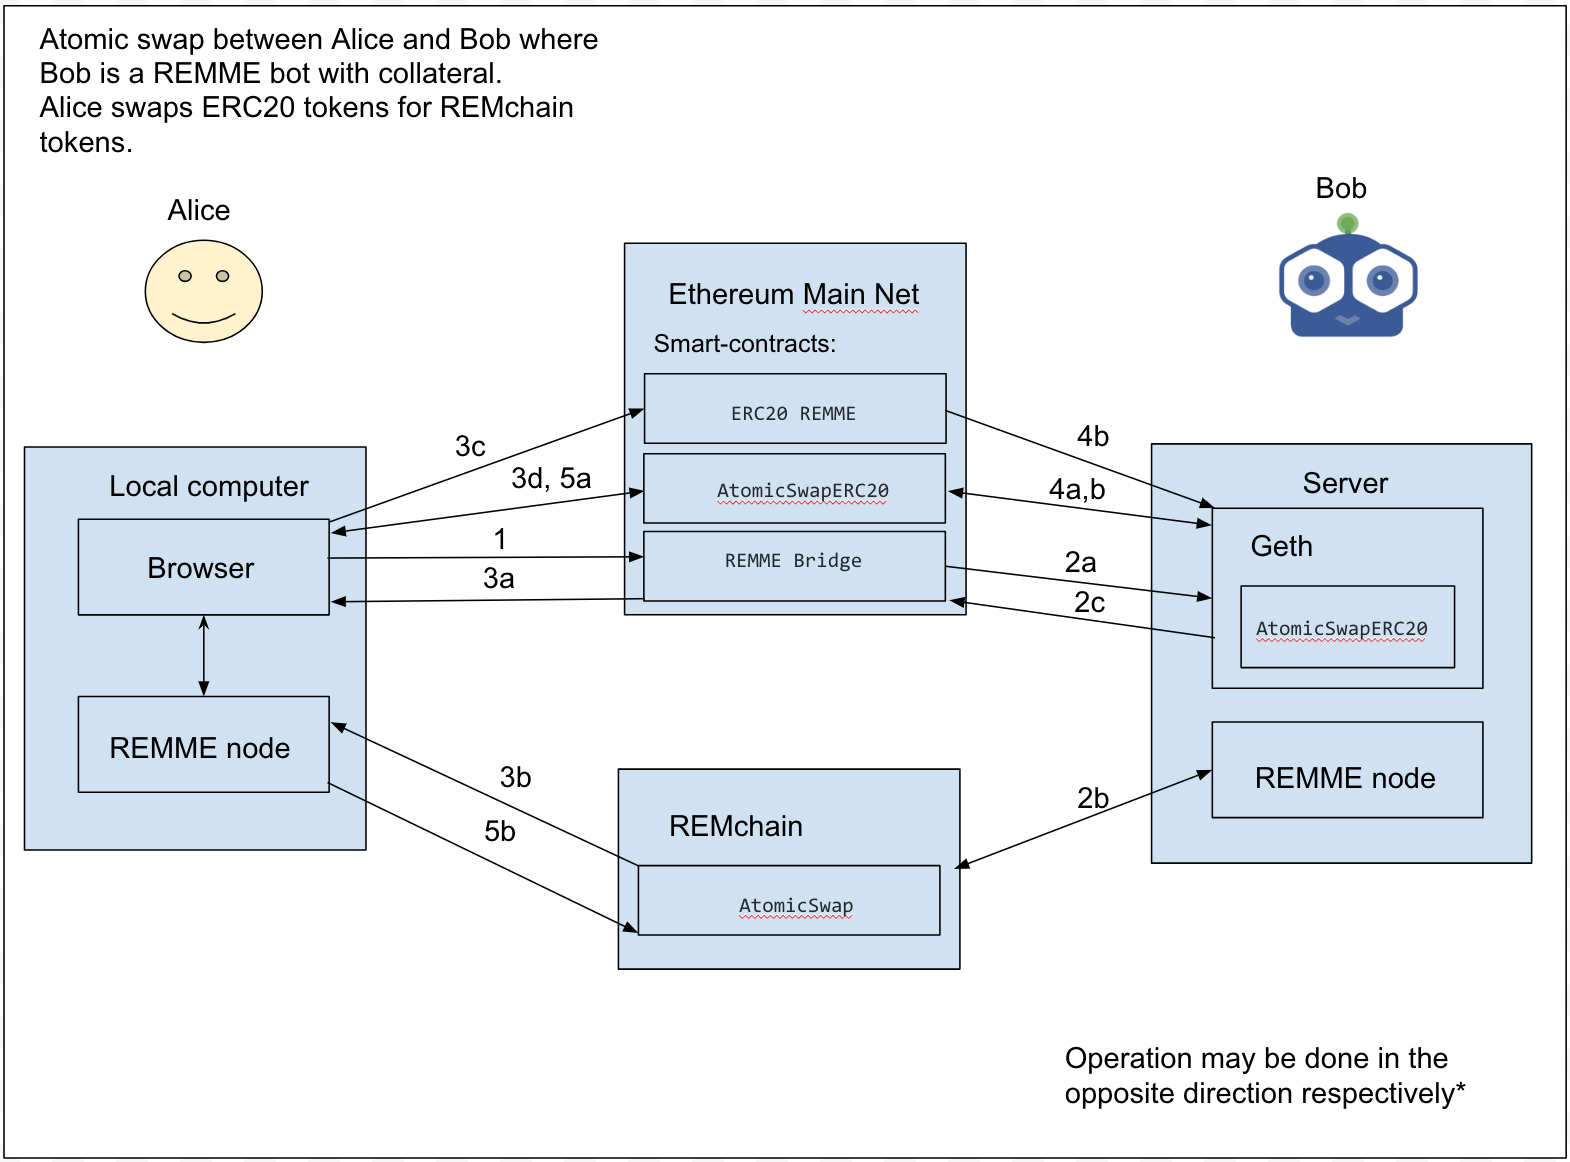 Atomic swap between Alice and Bob where
Bob is a REMME bot with collateral.
Alice swaps ERC20 tokens for REMchain
tokens.
Alice
Bob
Ethereum Main Net
Smart-contracts:
ERC20 REMME
AtomicSwapERC20
REMME Bridge
3c
3d, 5a
1
3a
4b
4a,b
2a
2c
Local computer
Browser
REMME node
Server
Geth
AtomicSwapERC20
REMME node
3b
5b
2b
REMchain
AtomicSwap
Operation may be done in the
opposite direction respectively*